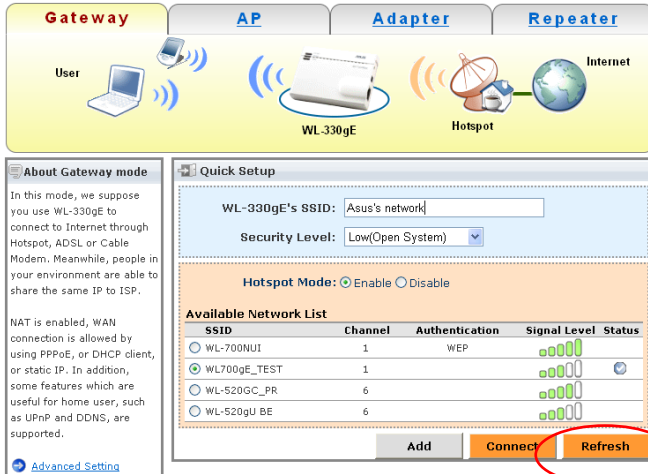 Gateway
AP
Adapter
Repeater
User
WL-330gE
Hotspot
Internet
About Gateway mode
In this mode, we suppose
you use WL-330gE to
connect to Internet through
Hotspot, ADSL or Cable
Modem. Meanwhile, people in
your environment are able to
share the same IP to ISP.
NAT is enabled, WAN
connection is allowed by
using PPPoE, or DHCP client,
or static IP. In addition,
some features which are
useful for home user, such
as UPnP and DDNS, are
supported.
Advanced Setting
Quick Setup
WL-330gE's SSID: Asus's network
Security Level: Low(Open System)
Hotspot Mode: Enable Disable
Available Network List
SSID Channel Authentication Signal Level Status
WL-700NUI 1 WEP
WL700gE_TEST 1
WL-520GC_PR 6
WL-520gU BE 6
Add Connect Refresh